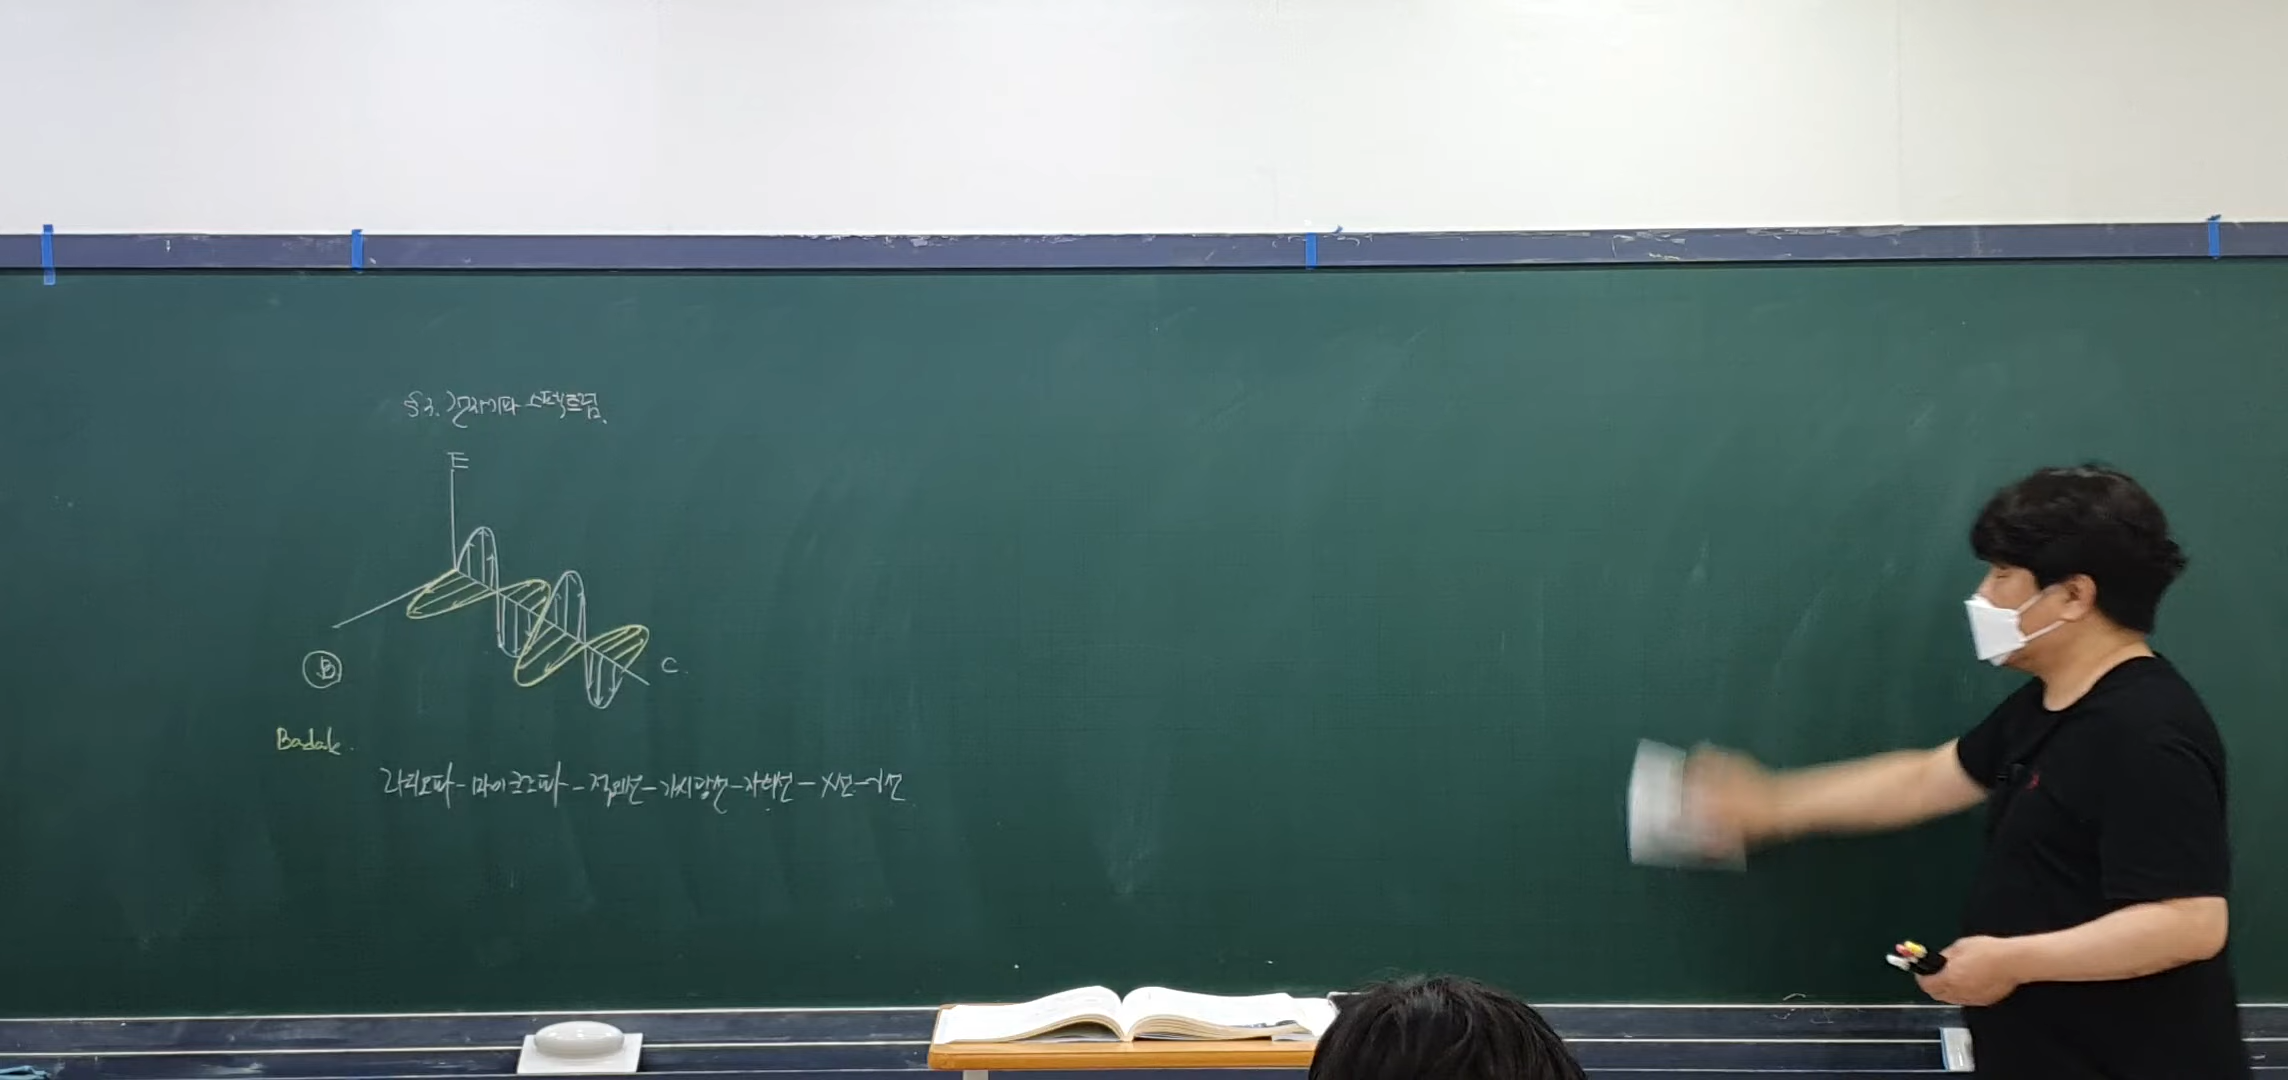 §3. 전자기파 스펙트럼.
E
B
C
Badak.
라디오파-마이크로파-적외선-가시광선-자외선-X선-γ선